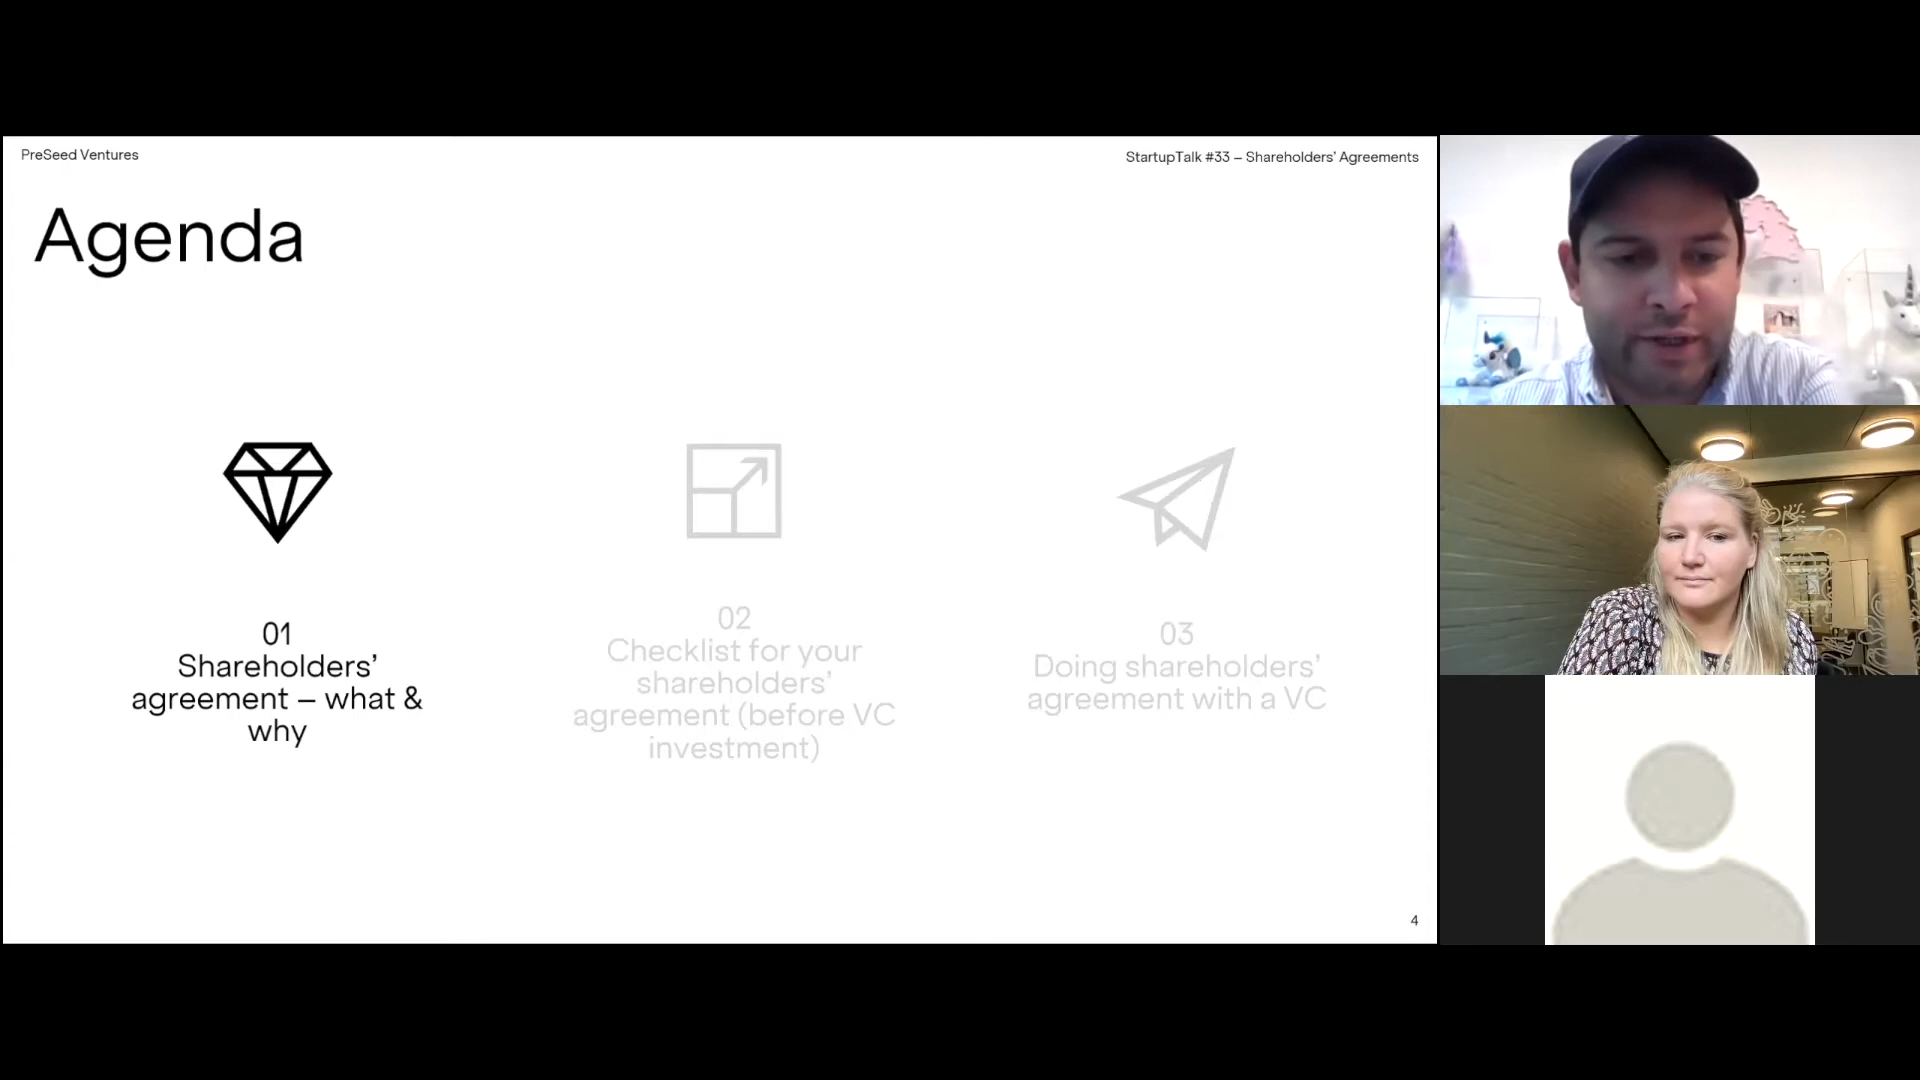 PreSeed Ventures
StartupTalk #33 – Shareholders’ Agreements
Agenda
01
Shareholders’
agreement – what &
why
02
Checklist for your
shareholders’
agreement (before VC
investment)
03
Doing shareholders’
agreement with a VC
4